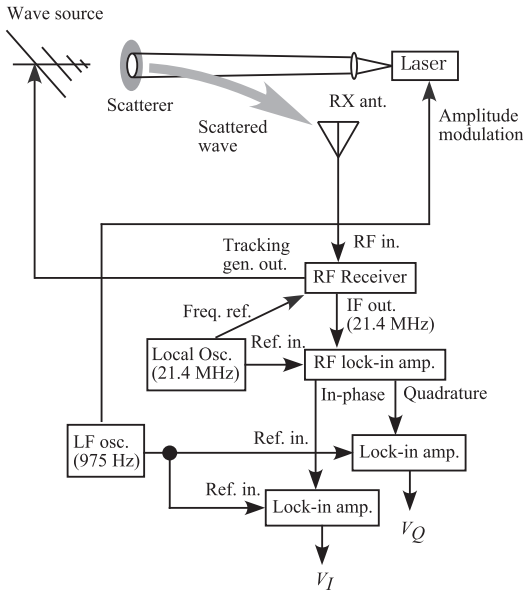 Wave source
Laser
Scatterer
RX ant.
Amplitude
modulation
Scattered
wave
RF in.
Tracking
gen. out.
RF Receiver
IF out.
(21.4 MHz)
Freq. ref.
Ref. in.
Local Osc.
(21.4 MHz)
RF lock-in amp.
In-phase
Quadrature
LF osc.
(975 Hz)
Ref. in.
Lock-in amp.
Ref. in.
Lock-in amp.
VQ
VI